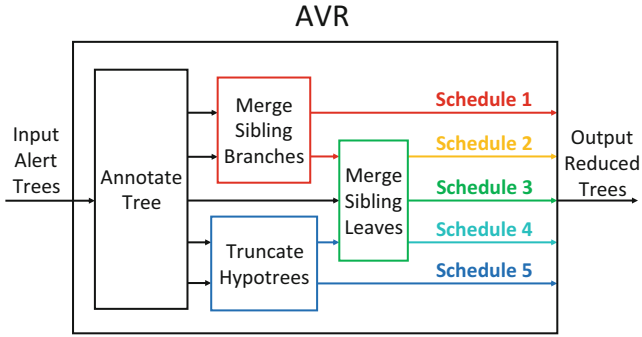 AVR
Input
Alert
Trees
Annotate
Tree
Merge
Sibling
Branches
Truncate
Hypotrees
Merge
Sibling
Leaves
Schedule 1
Schedule 2
Schedule 3
Schedule 4
Schedule 5
Output
Reduced
Trees